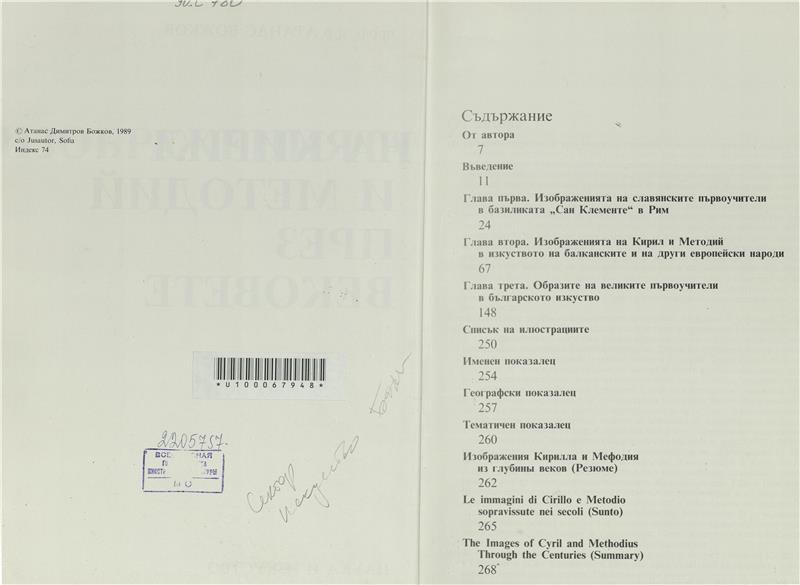 © Атанас Димитров Божков, 1989
c/o Jusautor, Sofia
Индекс 74
*U100067948*
2205757.
Сектор
Искусство
Съдържание
От автора
7
Въведение
11
Глава първа. Изображенията на славянските първоучители
в базиликата „Сан Клементе“ в Рим
24
Глава втора. Изображенията на Кирил и Методий
в изкуството на балканските и на други европейски народи
67
Глава трета. Образите на великите първоучители
в българското изкуство
148
Списък на илюстрациите
250
Именен показалец
254
Географски показалец
257
Тематичен показалец
260
Изображения Кирилла и Мефодия
из глубины веков (Резюме)
262
Le immagini di Cirillo e Metodio
sopravissute nei secoli (Sunto)
265
The Images of Cyril and Methodius
Through the Centuries (Summary)
268